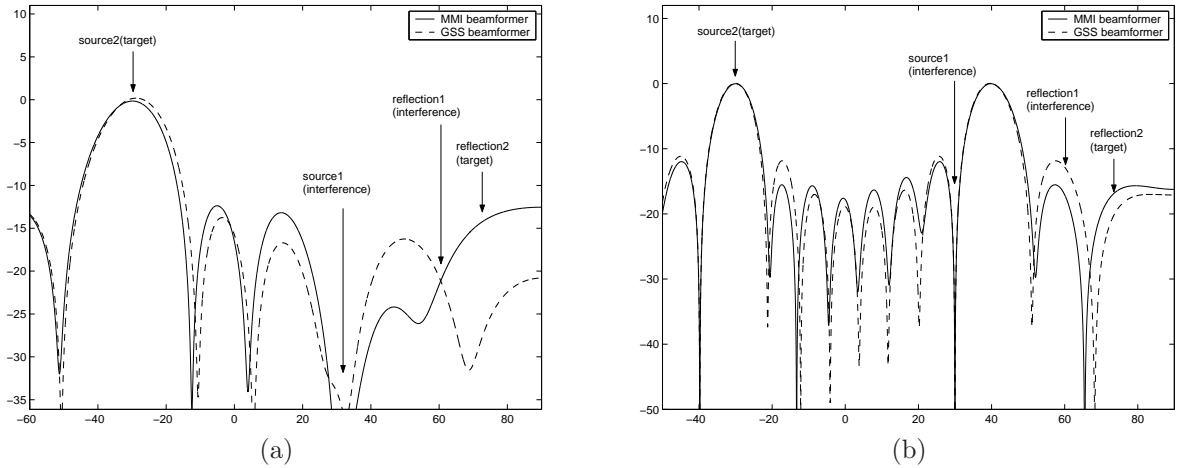 MMI beamformer
GSS beamformer
source2(target)
reflection1
(interference)
reflection2
(target)
source1
(interference)
0
−5
−10
−15
−20
−25
−30
−35
−60
−40
−20
0
20
40
60
80
(a)
MMI beamformer
GSS beamformer
source2(target)
source1
(interference)
reflection1
(interference)
reflection2
(target)
10
0
−10
−20
−30
−40
−50
−40
−20
0
20
40
60
80
(b)